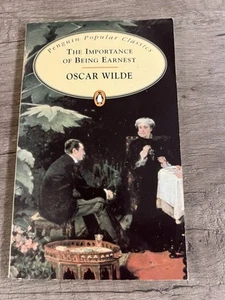 Penguin Popular Classics
THE IMPORTANCE
OF BEING EARNEST
OSCAR WILDE